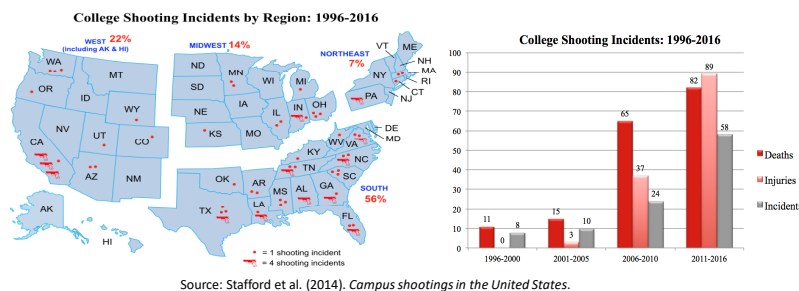 College Shooting Incidents by Region: 1996-2016
WEST 22%
(including AK & HI)
MIDWEST, 14%
NORTHEAST
7%
SOUTH
56%
WA
OR
CA
NV
ID
MT
WY
UT
CO
AZ
NM
AK
HI
ND
SD
NE
KS
MN
IA
MO
WI
IL
MI
IN
OH
ME
VT
NH
MA
RI
CT
NY
NJ
PA
DE
MD
WV
VA
KY
NC
TN
SC
OK
AR
TX
LA
MS
AL
GA
FL
= 1 shooting incident
= 4 shooting incidents
College Shooting Incidents: 1996-2016
100
90
80
70
60
50
40
30
20
10
0
11
0
8
15
3
10
65
37
24
82
89
58
1996-2000
2001-2005
2006-2010
2011-2016
Deaths
Injuries
Incident
Source: Stafford et al. (2014). Campus shootings in the United States.